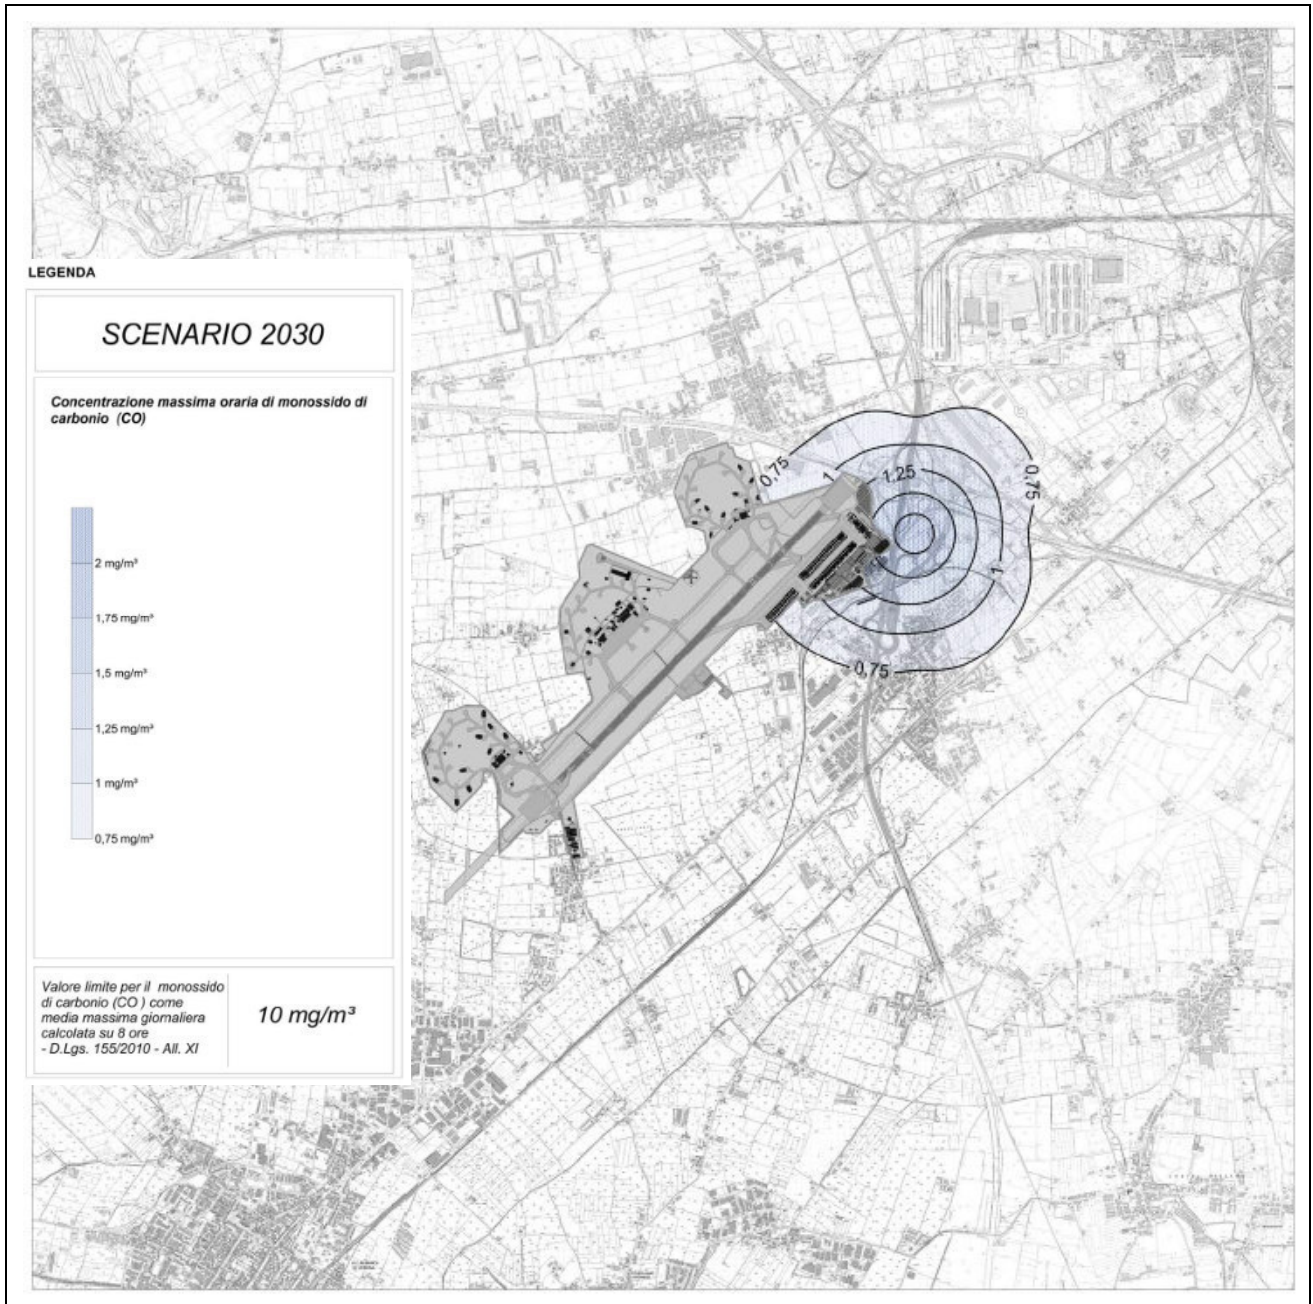 LEGENDA
SCENARIO 2030
Concentrazione massima oraria di monossido di
carbonio (CO)
2 mg/m³
1,75 mg/m³
1,5 mg/m³
1,25 mg/m³
1 mg/m³
0,75 mg/m³
Valore limite per il monossido
di carbonio (CO ) come
media massima giornaliera
calcolata su 8 ore
- D.Lgs. 155/2010 - All. XI
10 mg/m³
0,75
1
1.25
0,75
1
0,75